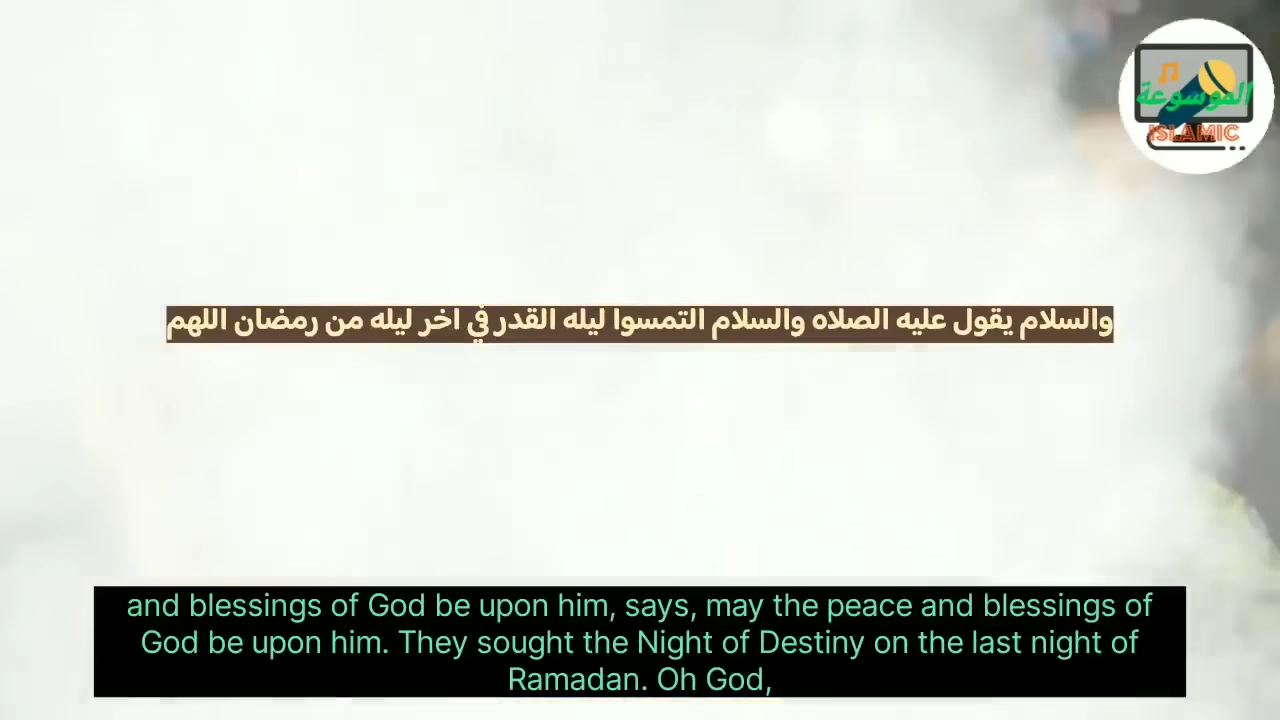 الموسوعة
ISLAMIC
والسلام يقول عليه الصلاه والسلام التمسوا ليله القدر في اخر ليله من رمضان اللهم
and blessings of God be upon him, says, may the peace and blessings of
God be upon him. They sought the Night of Destiny on the last night of
Ramadan. Oh God,